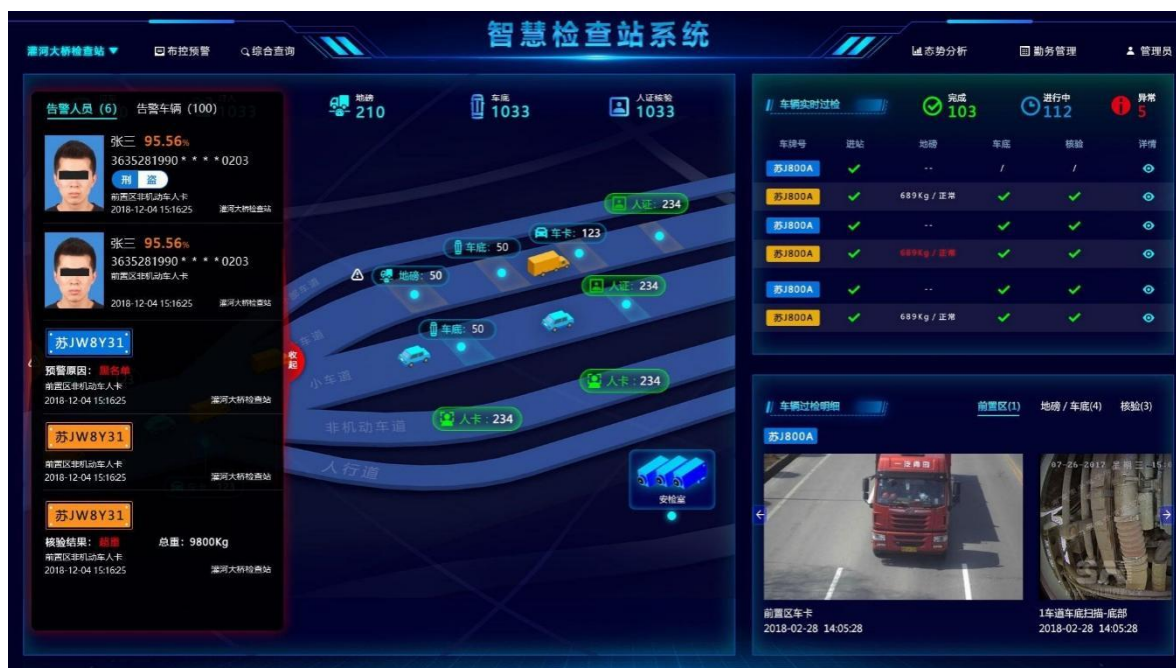 智慧检查站系统
灌河大桥检查站 ▼
布控预警
综合查询
态势分析
勤务管理
管理员
告警人员（6）
告警车辆（100）
地磅
210
车底
1033
人证核验
1033
张三 95.56%
3635281990 * * * * 0203
刑 盗
前置区非机动车人卡
2018-12-04 15:16:25 灌河大桥检查站
张三 95.56%
3635281990 * * * * 0203
前置区非机动车人卡
2018-12-04 15:16:25 灌河大桥检查站
苏JW8Y31
预警原因：黑名单
前置区非机动车人卡
2018-12-04 15:16:25 灌河大桥检查站
苏JW8Y31
前置区非机动车人卡
2018-12-04 15:16:25 灌河大桥检查站
苏JW8Y31
核验结果：超重 总重：9800Kg
前置区非机动车人卡
2018-12-04 15:16:25 灌河大桥检查站
收起
人证: 234
车卡: 123
车底: 50
地磅: 50
人证: 234
车底: 50
人卡 : 234
人卡 : 234
小车道
非机动车道
人行道
安检室
车辆实时过检
完成
103
进行中
112
异常
5
车牌号 进站 地磅 车底 核验 详情
苏J800A -- / /
苏J800A 689Kg / 正常
苏J800A --
苏J800A 689Kg / 正常
苏J800A --
苏J800A 689Kg / 正常
车辆过检明细
前置区(1) 地磅 / 车底(4) 核验(3)
苏J800A
07-26-2017 星期三
前置区车卡
2018-02-28 14:05:28
1车道车底扫描-底部
2018-02-28 14:05:28